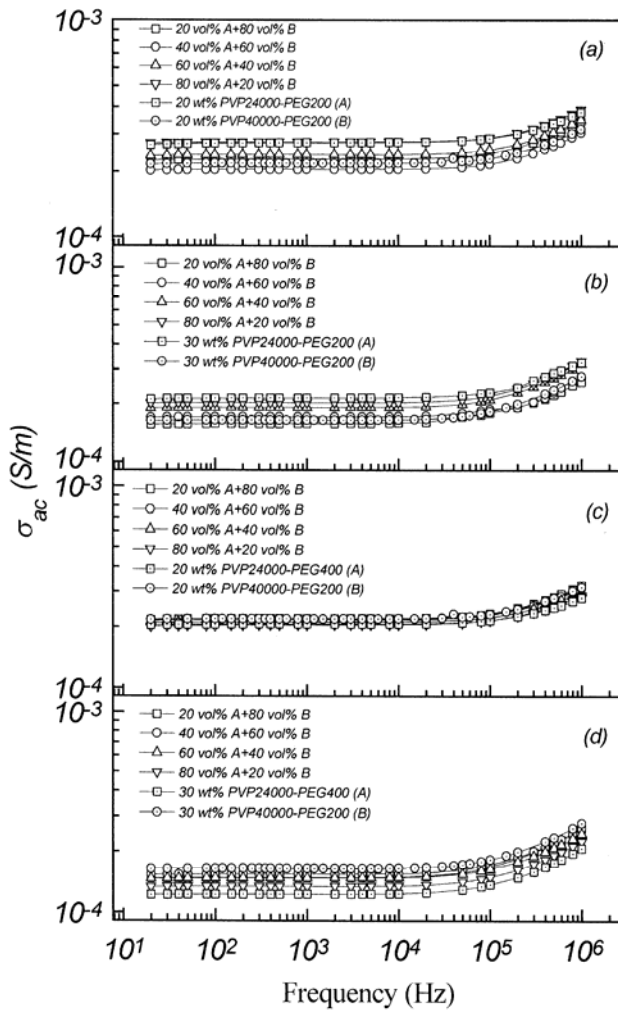 10⁻³
20 vol% A+80 vol% B
(a)
40 vol% A+60 vol% B
60 vol% A+40 vol% B
80 vol% A+20 vol% B
20 wt% PVP24000-PEG200 (A)
20 wt% PVP40000-PEG200 (B)
10⁻⁴
10⁻³
20 vol% A+80 vol% B
(b)
40 vol% A+60 vol% B
60 vol% A+40 vol% B
80 vol% A+20 vol% B
30 wt% PVP24000-PEG200 (A)
30 wt% PVP40000-PEG200 (B)
10⁻⁴
σac (S/m)
10⁻³
20 vol% A+80 vol% B
(c)
40 vol% A+60 vol% B
60 vol% A+40 vol% B
80 vol% A+20 vol% B
20 wt% PVP24000-PEG400 (A)
20 wt% PVP40000-PEG200 (B)
10⁻⁴
10⁻³
20 vol% A+80 vol% B
(d)
40 vol% A+60 vol% B
60 vol% A+40 vol% B
80 vol% A+20 vol% B
30 wt% PVP24000-PEG400 (A)
30 wt% PVP40000-PEG200 (B)
10⁻⁴
10¹ 10² 10³ 10⁴ 10⁵ 10⁶
Frequency (Hz)